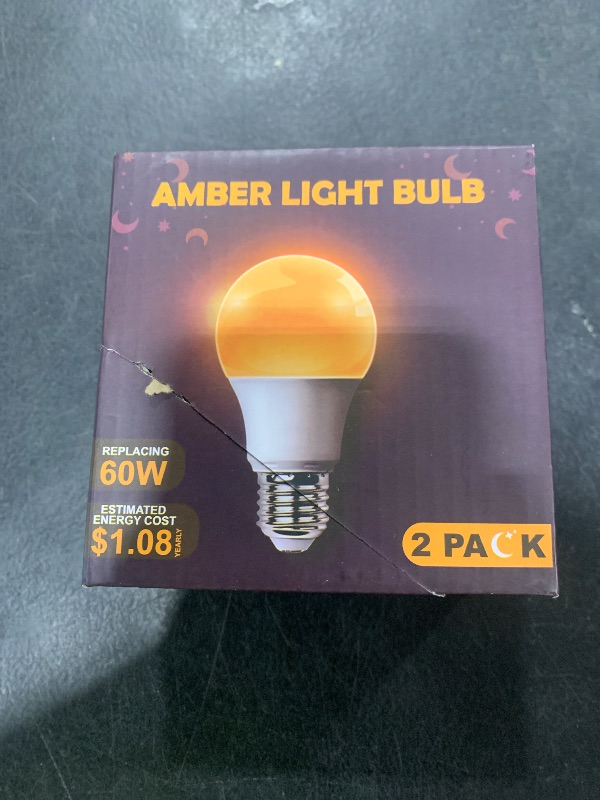 AMBER LIGHT BULB
REPLACING
60W
ESTIMATED
ENERGY COST
$1.08 YEARLY
2 PACK